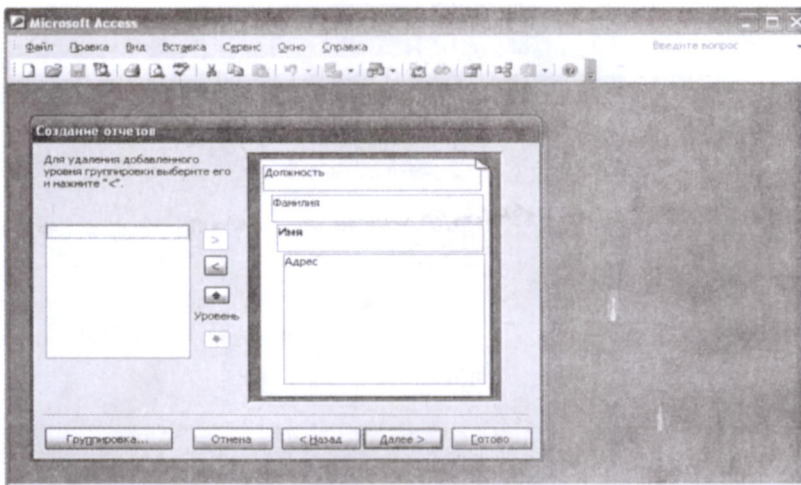 Microsoft Access
Файл Правка Вид Вставка Сервис Окно Справка
Введите вопрос
Создание отчетов
Для удаления добавленного
уровня группировки выберите его
и нажмите "<".
Должность
Фамилия
Имя
Адрес
>
<
Уровень
Группировка...
Отмена
< Назад
Далее >
Готово